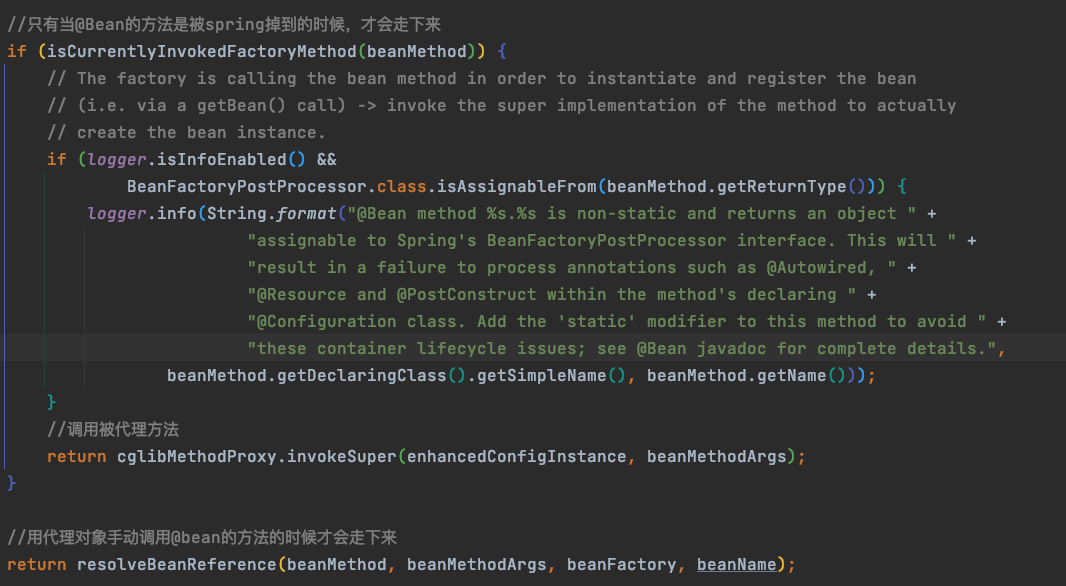 //只有当@Bean的方法是被spring掉到的时候，才会走下来
if (isCurrentlyInvokedFactoryMethod(beanMethod)) {
// The factory is calling the bean method in order to instantiate and register the bean
// (i.e. via a getBean() call) -> invoke the super implementation of the method to actually
// create the bean instance.
if (logger.isInfoEnabled() &&
BeanFactoryPostProcessor.class.isAssignableFrom(beanMethod.getReturnType())) {
logger.info(String.format("@Bean method %s.%s is non-static and returns an object " +
"assignable to Spring's BeanFactoryPostProcessor interface. This will " +
"result in a failure to process annotations such as @Autowired, " +
"@Resource and @PostConstruct within the method's declaring " +
"@Configuration class. Add the 'static' modifier to this method to avoid " +
"these container lifecycle issues; see @Bean javadoc for complete details.",
beanMethod.getDeclaringClass().getSimpleName(), beanMethod.getName()));
}
//调用被代理方法
return cglibMethodProxy.invokeSuper(enhancedConfigInstance, beanMethodArgs);
}
//用代理对象手动调用@bean的方法的时候才会走下来
return resolveBeanReference(beanMethod, beanMethodArgs, beanFactory, beanName);